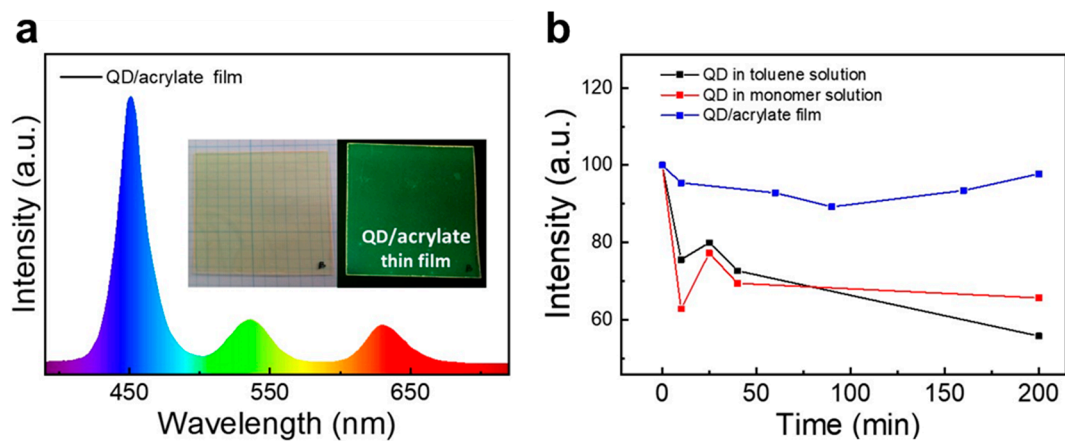 a
QD/acrylate film
Intensity (a.u.)
QD/acrylate
thin film
450
550
650
Wavelength (nm)
b
QD in toluene solution
QD in monomer solution
QD/acrylate film
Intensity (a.u.)
120
100
80
60
0
50
100
150
200
Time (min)